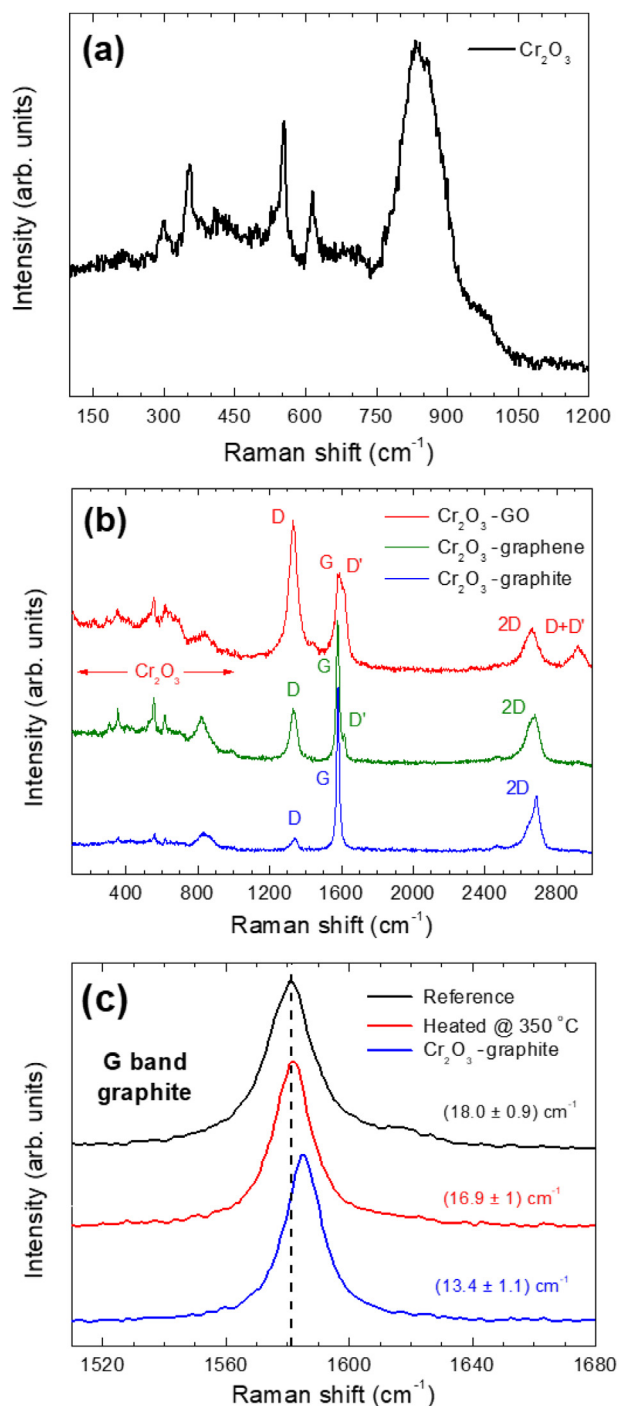 (a)
Cr₂O₃
Intensity (arb. units)
150 300 450 600 750 900 1050 1200
Raman shift (cm⁻¹)
(b)
Cr₂O₃-GO
Cr₂O₃-graphene
Cr₂O₃-graphite
D
G
D'
2D
D+D'
Cr₂O₃
G
D
D'
2D
G
D
2D
Intensity (arb. units)
400 800 1200 1600 2000 2400 2800
Raman shift (cm⁻¹)
(c)
Reference
Heated @ 350 °C
Cr₂O₃-graphite
G band
graphite
(18.0 ± 0.9) cm⁻¹
(16.9 ± 1) cm⁻¹
(13.4 ± 1.1) cm⁻¹
Intensity (arb. units)
1520 1560 1600 1640 1680
Raman shift (cm⁻¹)